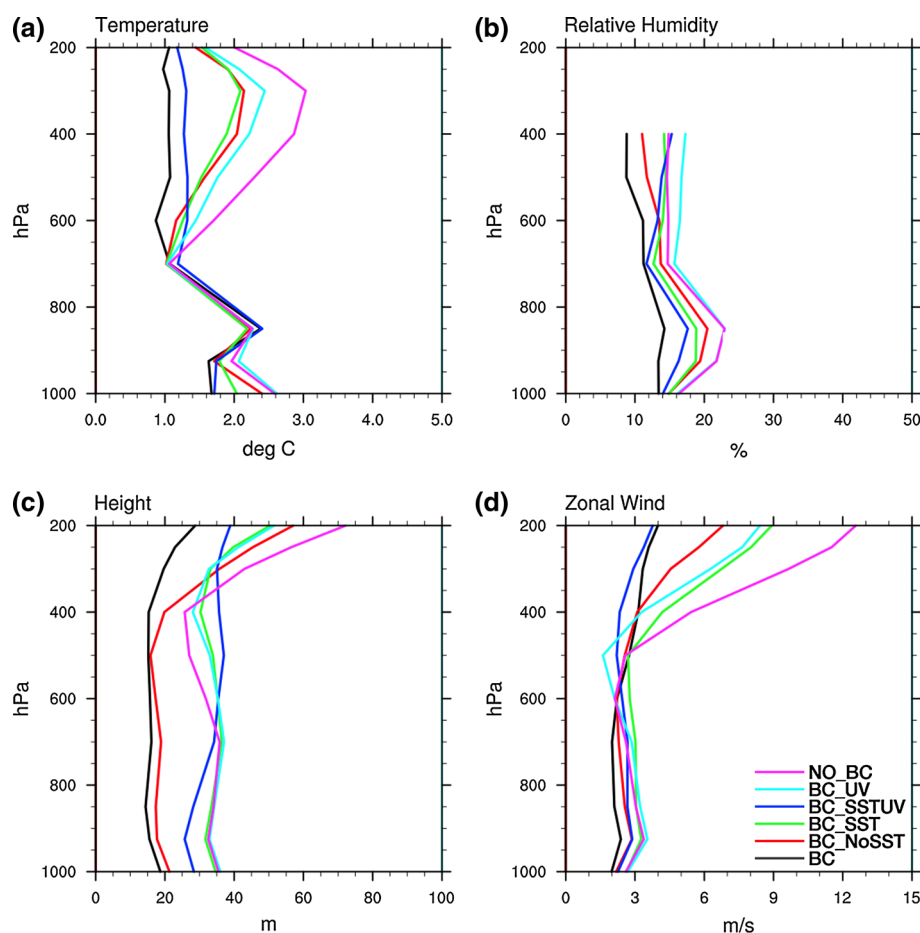 (a) Temperature
200
400
600
800
1000
hPa
0.0 1.0 2.0 3.0 4.0 5.0
deg C
(b) Relative Humidity
200
400
600
800
1000
hPa
0 10 20 30 40 50
%
(c) Height
200
400
600
800
1000
hPa
0 20 40 60 80 100
m
(d) Zonal Wind
200
400
600
800
1000
hPa
NO_BC
BC_UV
BC_SSTUV
BC_SST
BC_NoSST
BC
0 3 6 9 12 15
m/s